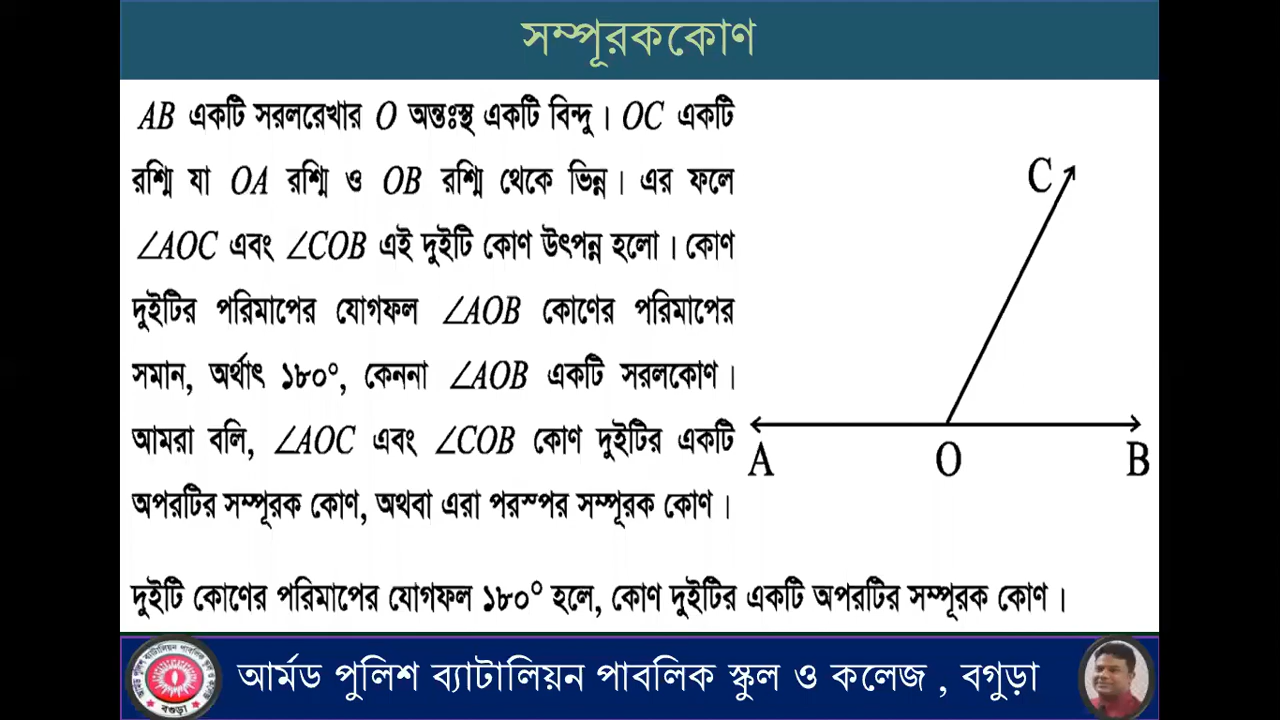 সম্পূরককোণ
AB একটি সরলরেখার O অন্তঃস্থ একটি বিন্দু। OC একটি
রশ্মি যা OA রশ্মি ও OB রশ্মি থেকে ভিন্ন। এর ফলে
∠AOC এবং ∠COB এই দুইটি কোণ উৎপন্ন হলো। কোণ
দুইটির পরিমাপের যোগফল ∠AOB কোণের পরিমাপের
সমান, অর্থাৎ ১৮০°, কেননা ∠AOB একটি সরলকোণ।
আমরা বলি, ∠AOC এবং ∠COB কোণ দুইটির একটি
অপরটির সম্পূরক কোণ, অথবা এরা পরস্পর সম্পূরক কোণ।
C
A O B
দুইটি কোণের পরিমাপের যোগফল ১৮০° হলে, কোণ দুইটির একটি অপরটির সম্পূরক কোণ।
আর্মড পুলিশ ব্যাটালিয়ন পাবলিক স্কুল ও কলেজ , বগুড়া
বগুড়া